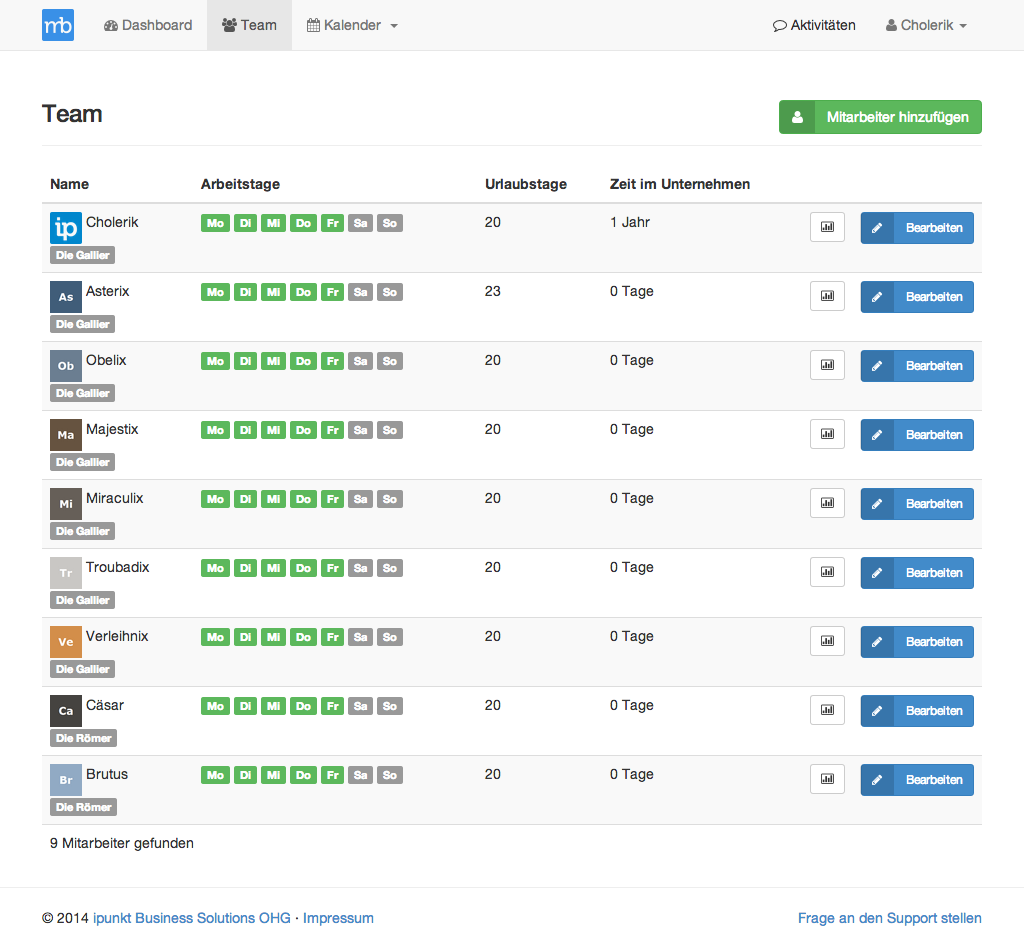 mb Dashboard Team Kalender Aktivitäten Cholerik
Team Mitarbeiter hinzufügen
Name Arbeitstage Urlaubstage Zeit im Unternehmen
ip Cholerik Mo Di Mi Do Fr Sa So 20 1 Jahr Bearbeiten
Die Gallier
As Asterix Mo Di Mi Do Fr Sa So 23 0 Tage Bearbeiten
Die Gallier
Ob Obelix Mo Di Mi Do Fr Sa So 20 0 Tage Bearbeiten
Die Gallier
Ma Majestix Mo Di Mi Do Fr Sa So 20 0 Tage Bearbeiten
Die Gallier
Mi Miraculix Mo Di Mi Do Fr Sa So 20 0 Tage Bearbeiten
Die Gallier
Tr Troubadix Mo Di Mi Do Fr Sa So 20 0 Tage Bearbeiten
Die Gallier
Ve Verleihnix Mo Di Mi Do Fr Sa So 20 0 Tage Bearbeiten
Die Gallier
Ca Cäsar Mo Di Mi Do Fr Sa So 20 0 Tage Bearbeiten
Die Römer
Br Brutus Mo Di Mi Do Fr Sa So 20 0 Tage Bearbeiten
Die Römer
9 Mitarbeiter gefunden
© 2014 ipunkt Business Solutions OHG · Impressum Frage an den Support stellen